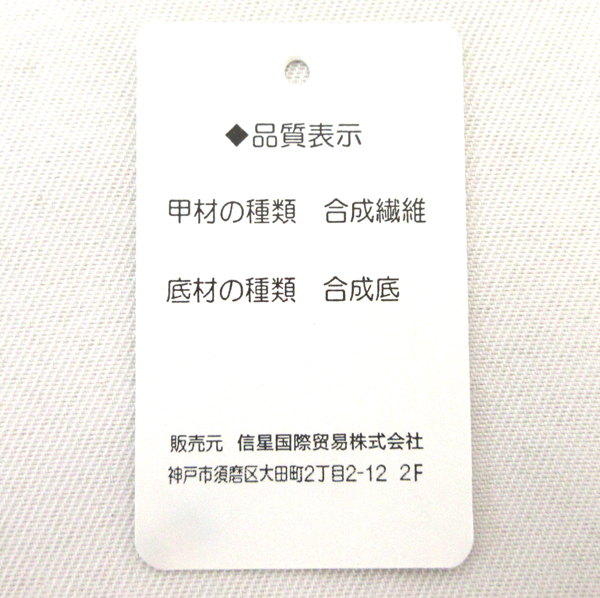 ◆品質表示
甲材の種類　合成繊維
底材の種類　合成底
販売元　信星国際贸易株式会社
神戸市須磨区大田町2丁目2-12　2F